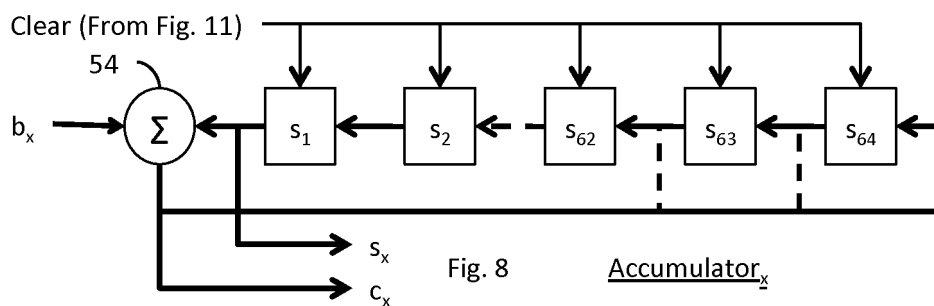 Clear (From Fig. 11)
54
bₓ
Σ
s₁
s₂
s₆₂
s₆₃
s₆₄
sₓ
Fig. 8
Accumulatorₓ
cₓ